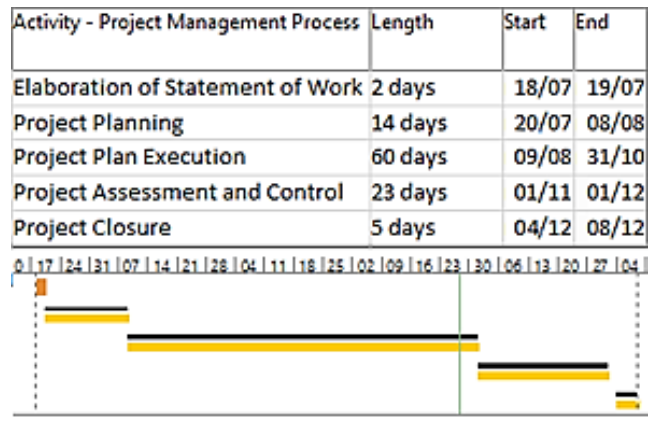 Activity - Project Management Process Length Start End
Elaboration of Statement of Work 2 days 18/07 19/07
Project Planning 14 days 20/07 08/08
Project Plan Execution 60 days 09/08 31/10
Project Assessment and Control 23 days 01/11 01/12
Project Closure 5 days 04/12 08/12
0 | 17 | 24 | 31 | 07 | 14 | 21 | 28 | 04 | 11 | 18 | 25 | 02 | 09 | 16 | 23 | 30 | 06 | 13 | 20 | 27 | 04 |